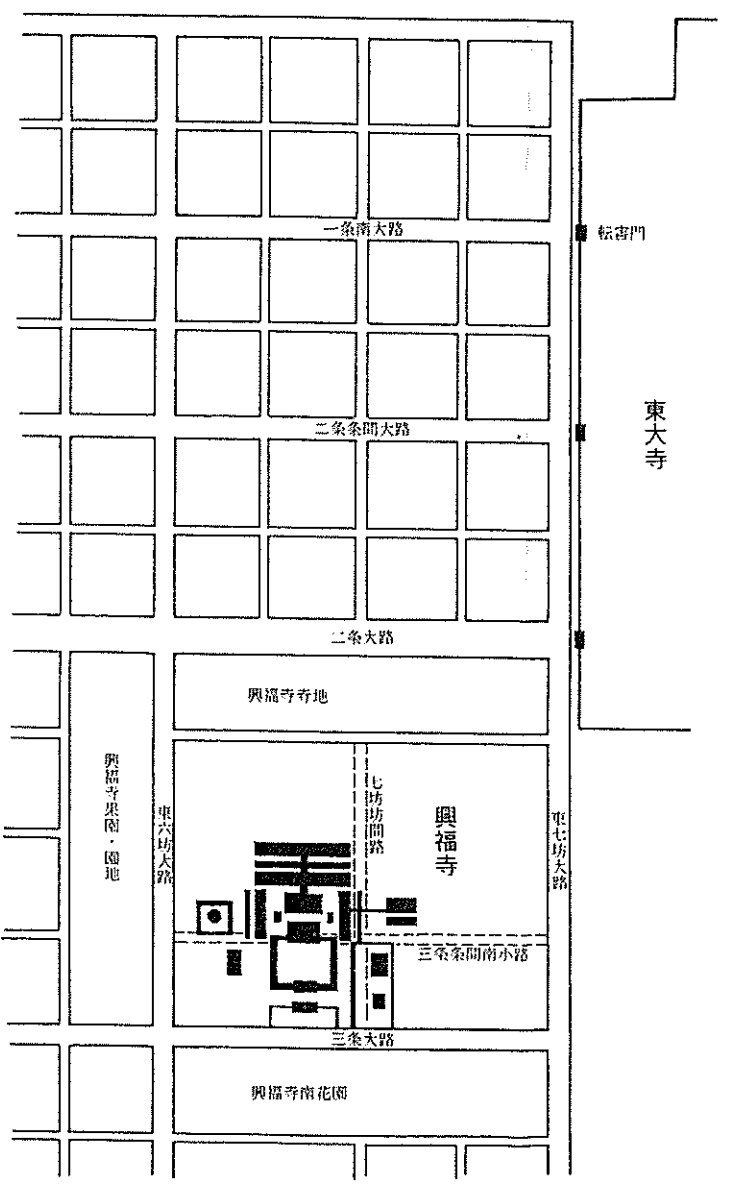 一条南大路
転害門
二条条間大路
東大寺
二条大路
興福寺寺地
興福寺果園・園地
東六坊大路
七坊坊間路
興福寺
東七坊大路
三条条間南小路
三条大路
興福寺南花園